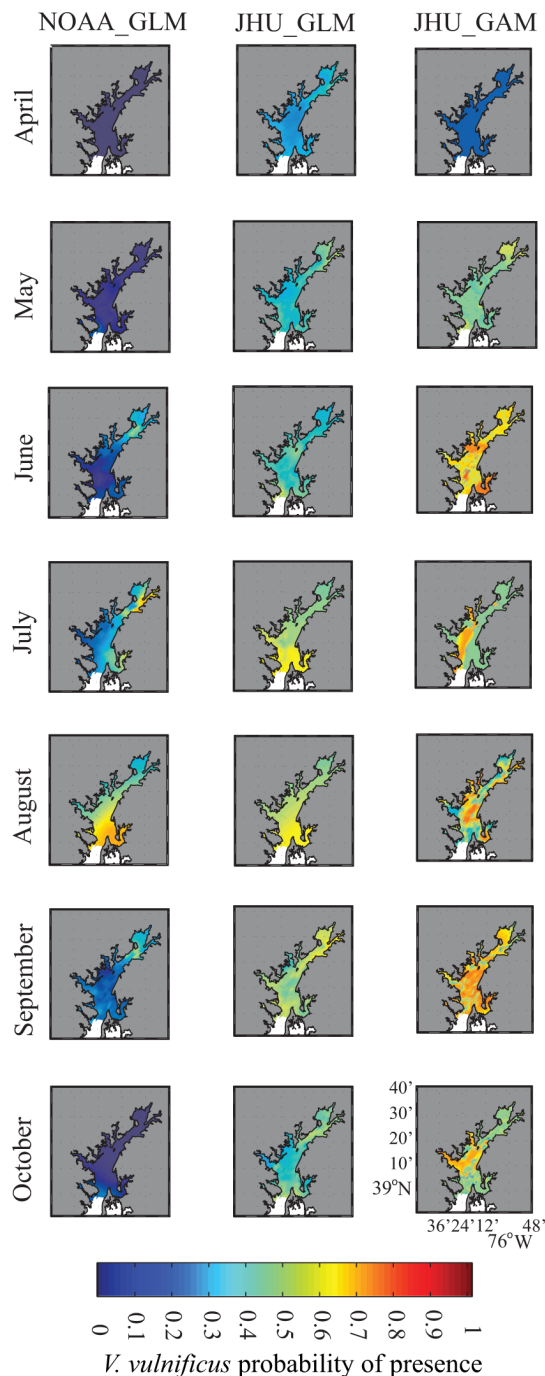 NOAA_GLM JHU_GLM JHU_GAM
April
May
June
July
August
September
October
40'
30'
20'
10'
39°N
36'24'12' 48'
76°W
0 0.1 0.2 0.3 0.4 0.5 0.6 0.7 0.8 0.9 1
V. vulnificus probability of presence